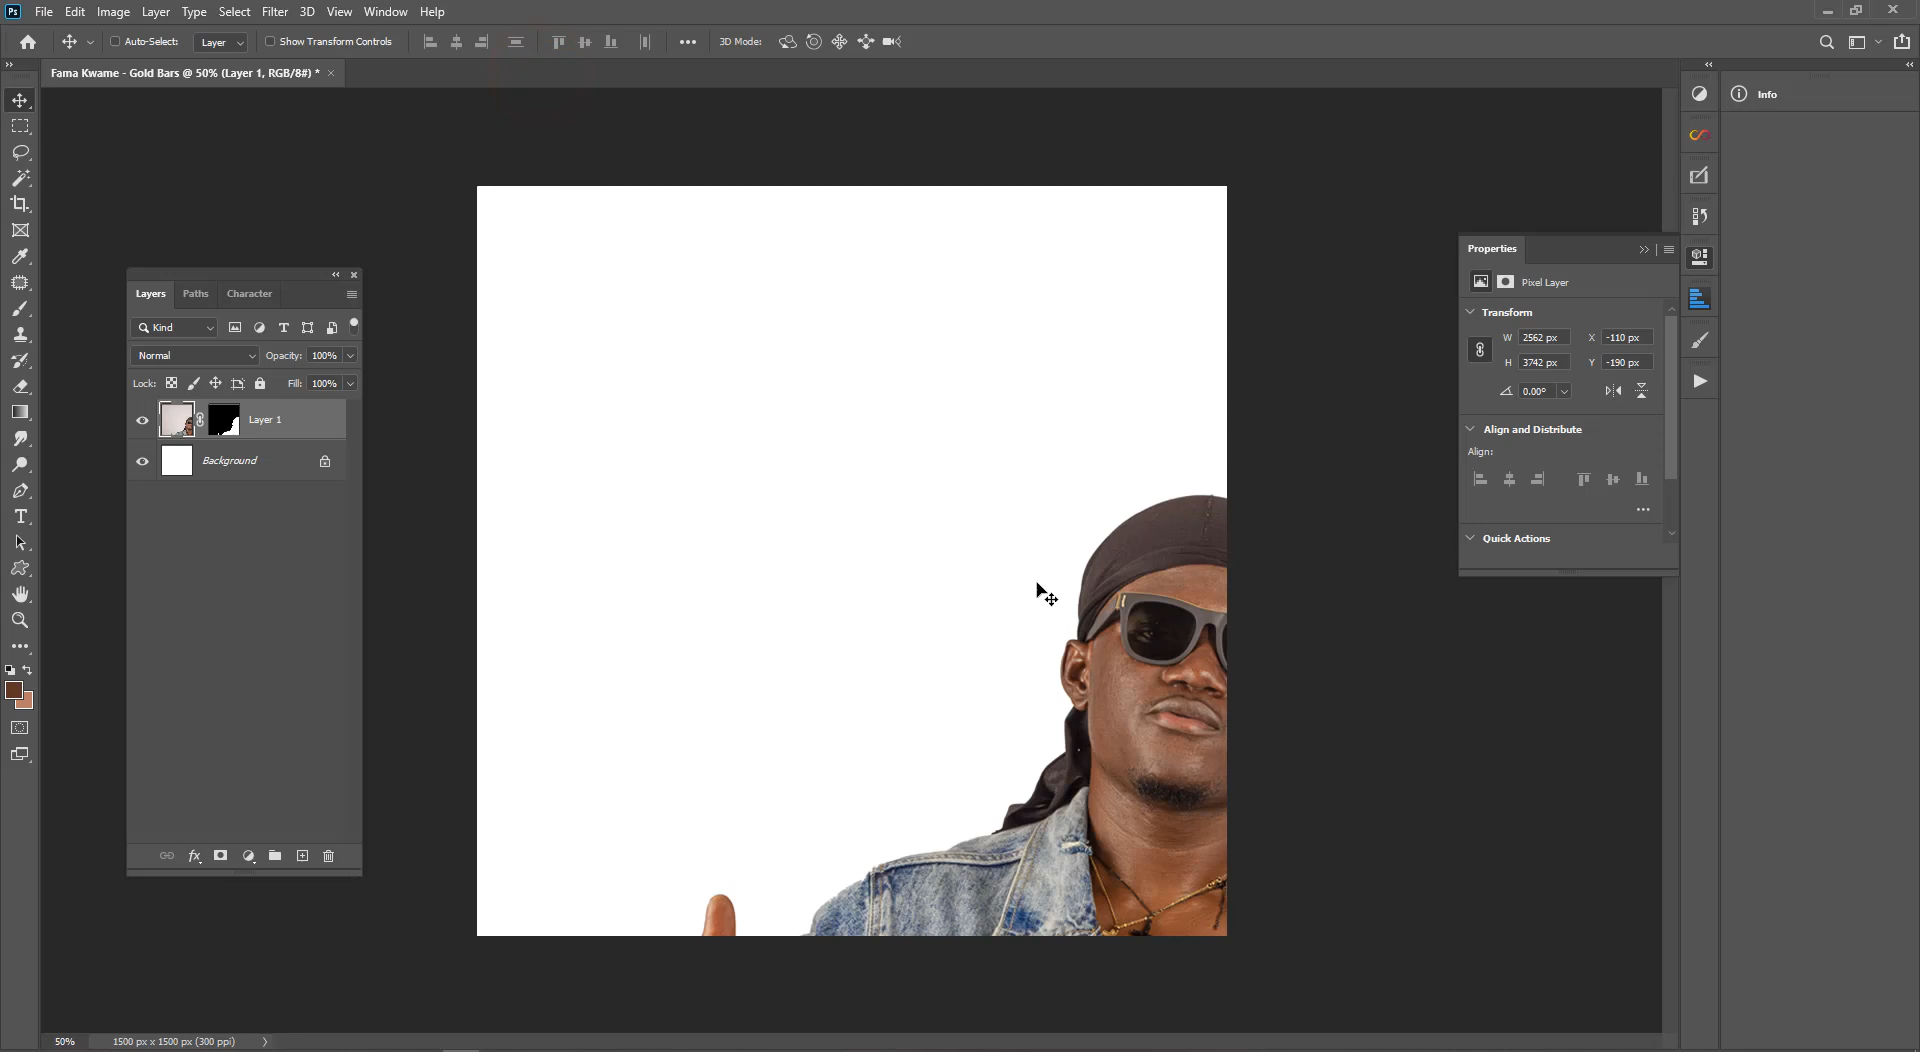 Ps File Edit Image Layer Type Select Filter 3D View Window Help
Auto-Select: Layer Show Transform Controls 3D Mode:
Fama Kwame - Gold Bars @ 50% (Layer 1, RGB/8#) * ×
Info
Layers Paths Character
Kind
Normal Opacity: 100%
Lock: Fill: 100%
Layer 1
Background
Properties
Pixel Layer
Transform
W 2562 px X -110 px
H 3742 px Y -190 px
0.00°
Align and Distribute
Align:
Quick Actions
50% 1500 px x 1500 px (300 ppi)